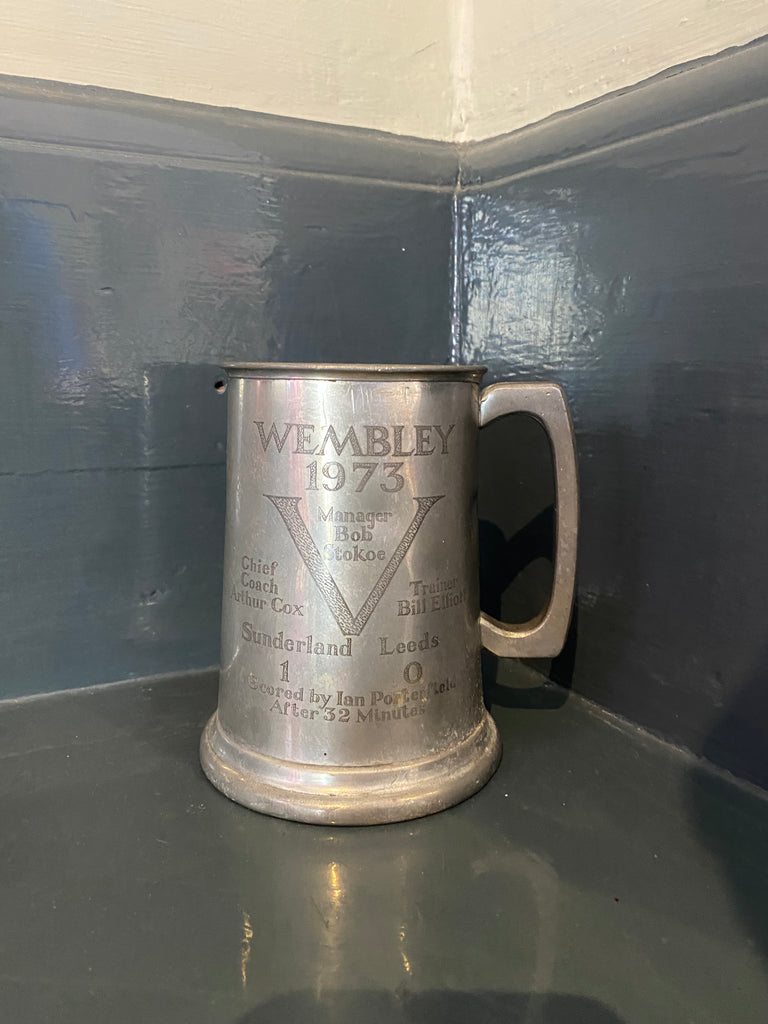 WEMBLEY
1973
V
Manager
Bob
Stokoe
Chief
Coach
Arthur Cox
Trainer
Bill Elliott
Sunderland Leeds
1 0
Scored by Ian Porterfield
After 32 Minutes